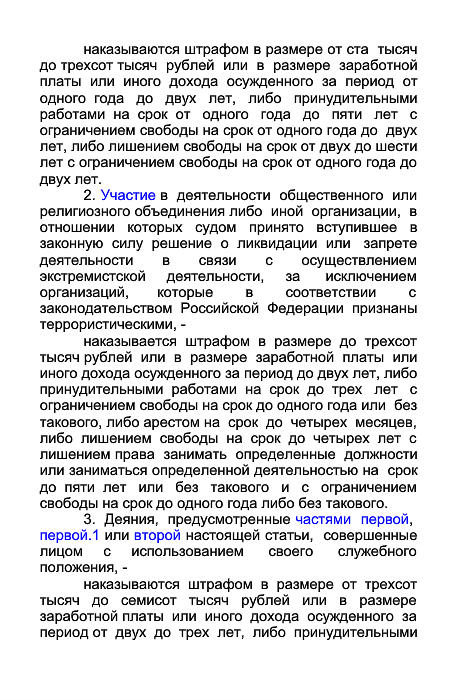 наказываются штрафом в размере от ста тысяч
до трехсот тысяч рублей или в размере заработной
платы или иного дохода осужденного за период от
одного года до двух лет, либо принудительными
работами на срок от одного года до пяти лет с
ограничением свободы на срок от одного года до двух
лет, либо лишением свободы на срок от двух до шести
лет с ограничением свободы на срок от одного года до
двух лет.
2. Участие в деятельности общественного или
религиозного объединения либо иной организации, в
отношении которых судом принято вступившее в
законную силу решение о ликвидации или запрете
деятельности в связи с осуществлением
экстремистской деятельности, за исключением
организаций, которые в соответствии с
законодательством Российской Федерации признаны
террористическими, -
наказывается штрафом в размере до трехсот
тысяч рублей или в размере заработной платы или
иного дохода осужденного за период до двух лет, либо
принудительными работами на срок до трех лет с
ограничением свободы на срок до одного года или без
такового, либо арестом на срок до четырех месяцев,
либо лишением свободы на срок до четырех лет с
лишением права занимать определенные должности
или заниматься определенной деятельностью на срок
до пяти лет или без такового и с ограничением
свободы на срок до одного года либо без такового.
3. Деяния, предусмотренные частями первой,
первой.1 или второй настоящей статьи, совершенные
лицом с использованием своего служебного
положения, -
наказываются штрафом в размере от трехсот
тысяч до семисот тысяч рублей или в размере
заработной платы или иного дохода осужденного за
период от двух до трех лет, либо принудительными